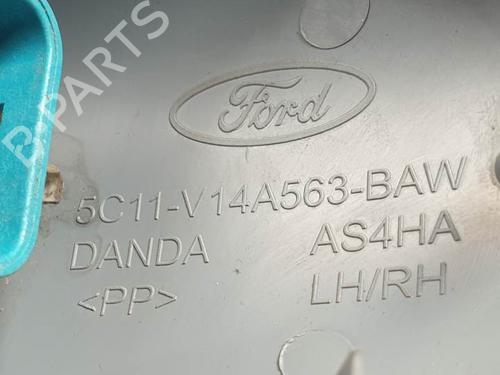 Ford
5C11-V14A563-BAW
DANDA AS4HA
<PP> LH/RH
B-PARTS